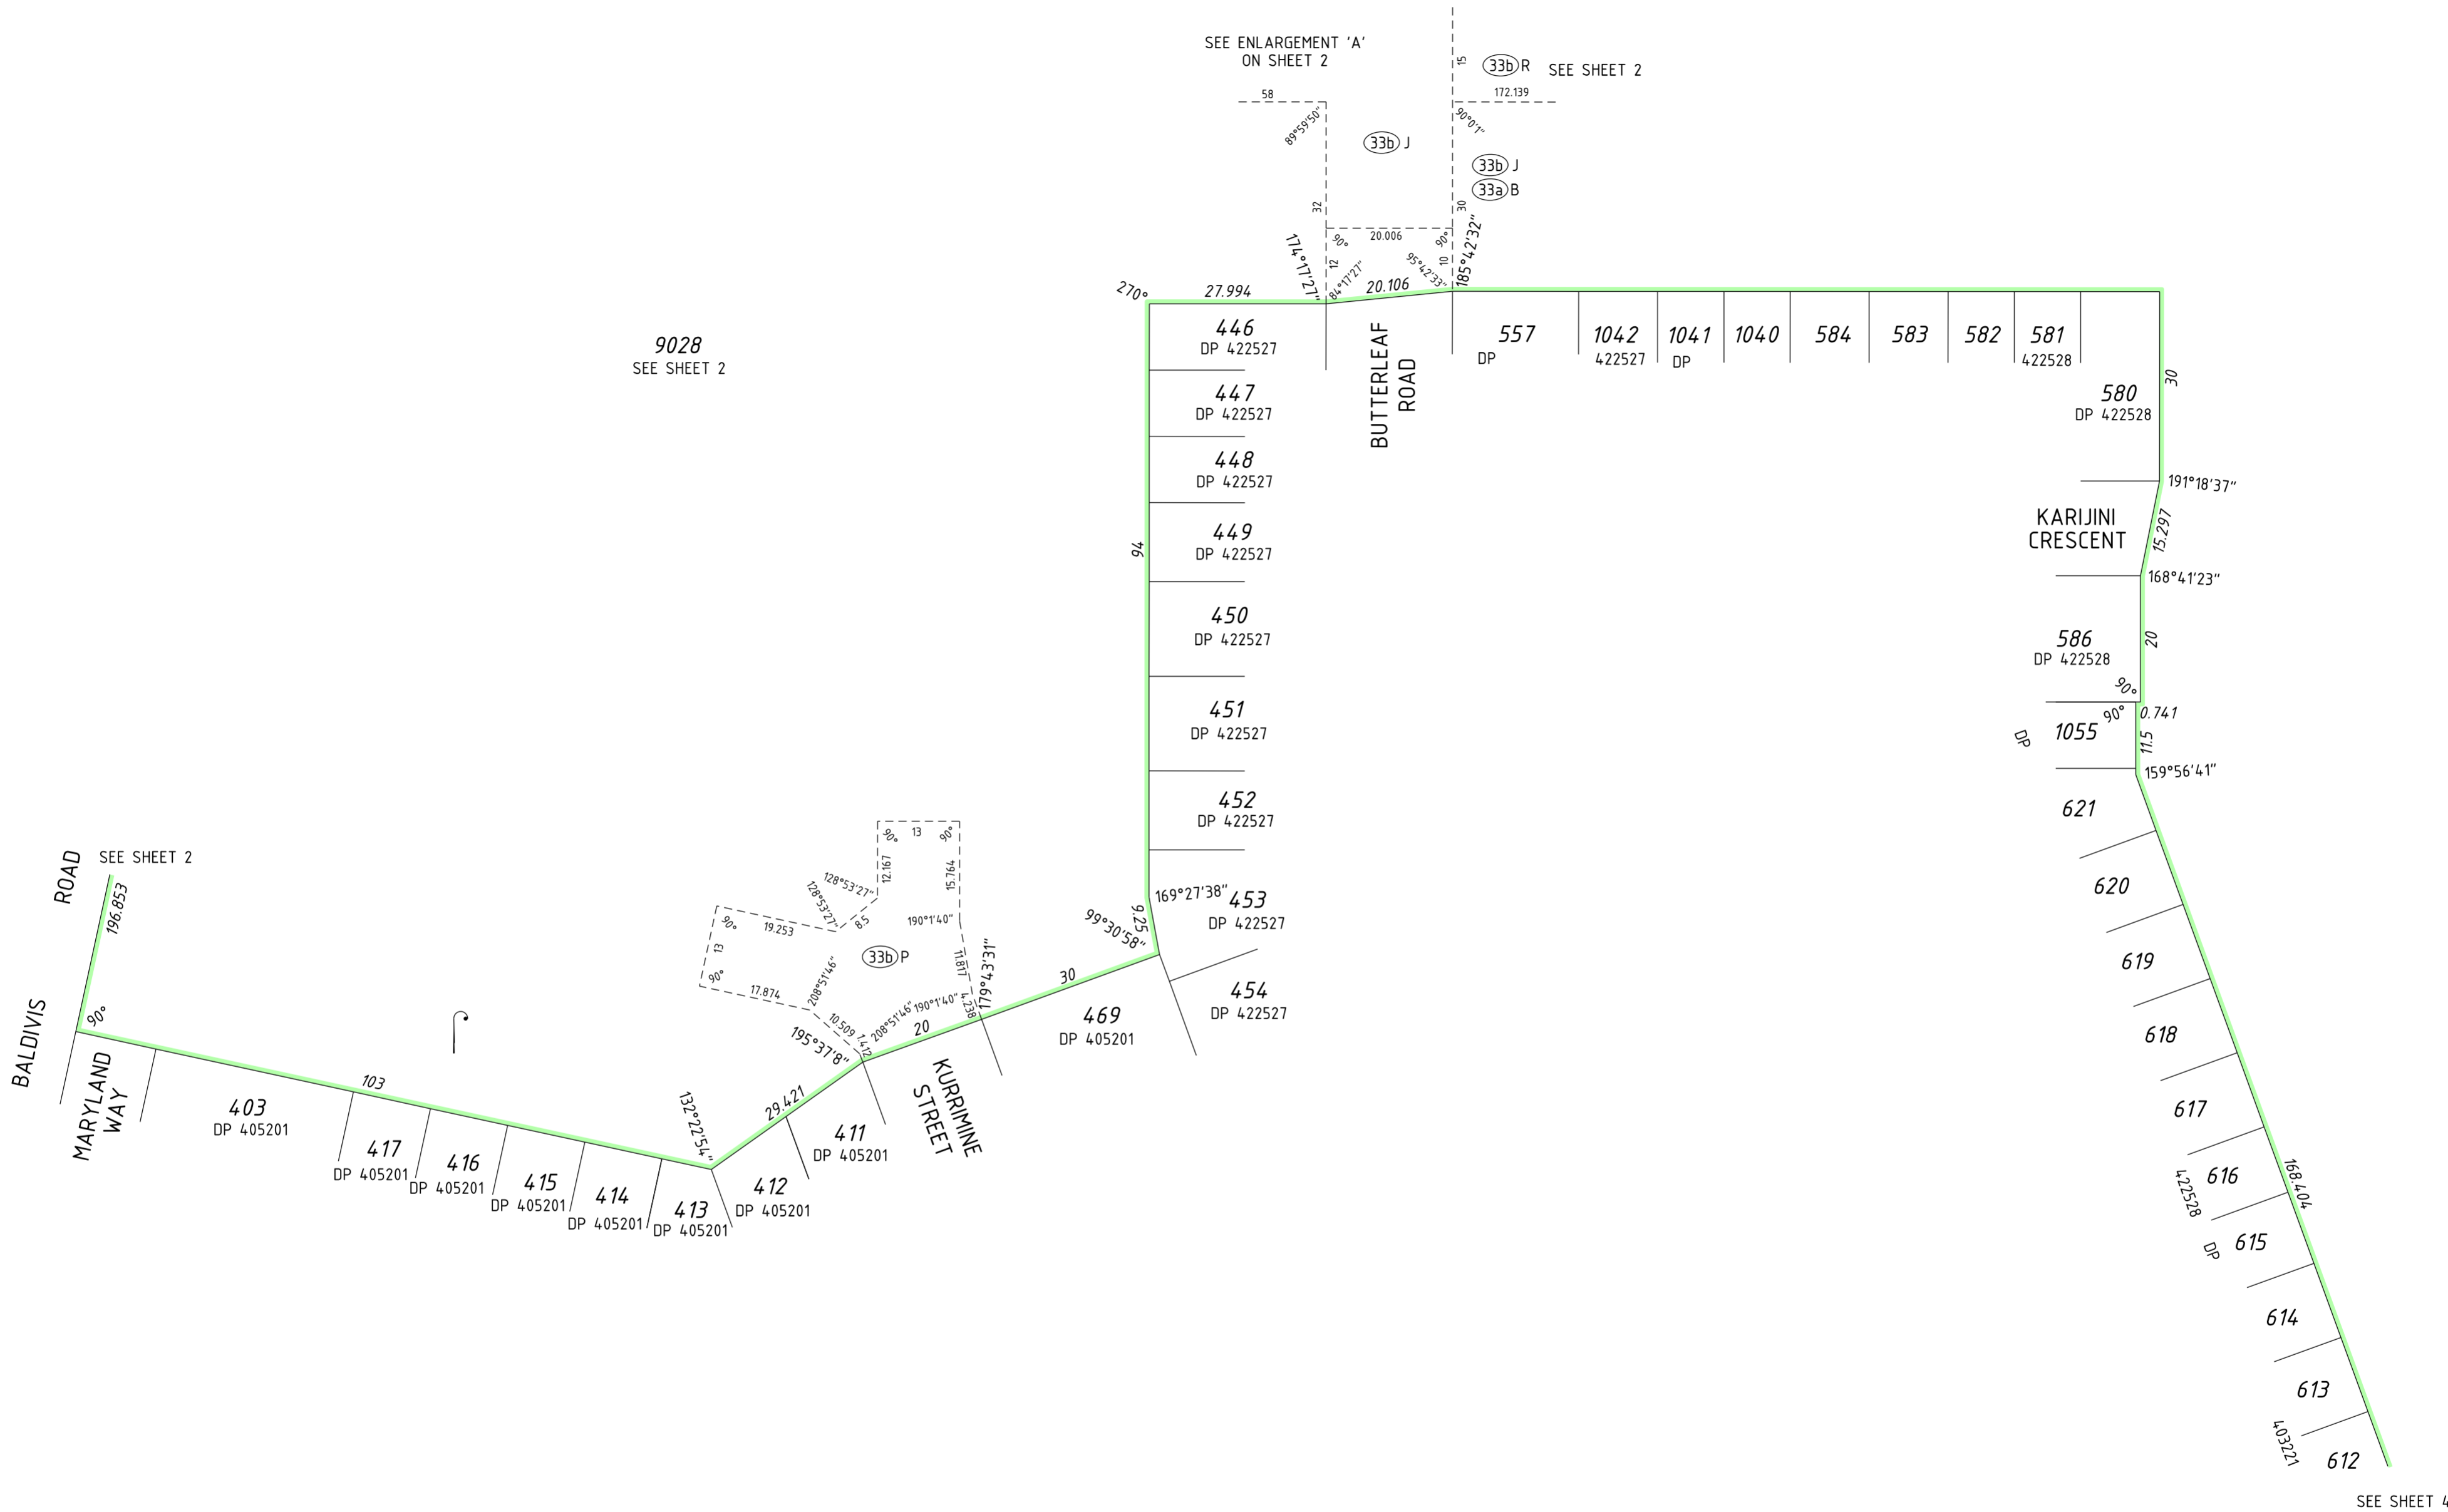 SEE ENLARGEMENT 'A'
ON SHEET 2
15
33b R
SEE SHEET 2
58
172.139
89°59'50"
90°0'1"
33b J
33b J
33a B
32
30
174°17'27"
90°
20.006
90°
185°42'32"
12
84°17'27"
95°42'33"
10
270°
27.994
20.106
9028
SEE SHEET 2
446
DP 422527
BUTTERLEAF
ROAD
557
DP
1042
422527
1041
DP
1040
584
583
582
581
422528
30
580
DP 422528
447
DP 422527
448
DP 422527
191°18'37"
KARIJINI
CRESCENT
15.297
94
449
DP 422527
168°41'23"
450
DP 422527
586
DP 422528
20
90°
451
DP 422527
90°
0.741
1055
DP
11.5
159°56'41"
452
DP 422527
621
620
619
618
617
616
422528
168.404
615
DP
614
613
403221
612
SEE SHEET 4
ROAD
SEE SHEET 2
196.853
BALDIVIS
90°
MARYLAND
WAY
13
90°
90°
12.167
15.764
128°53'27"
128°53'27"
8.5
190°1'40"
90°
19.253
13
90°
17.874
208°51'46"
33b P
11.817
179°43'31"
10.509
1.412
208°51'46"
190°1'40"
4.238
169°27'38"
9.25
99°30'58"
453
DP 422527
454
DP 422527
30
469
DP 405201
20
195°37'8"
KURRIMINE
STREET
103
403
DP 405201
417
DP 405201
416
DP 405201
415
DP 405201
414
DP 405201
413
DP 405201
132°22'54"
29.421
412
DP 405201
411
DP 405201